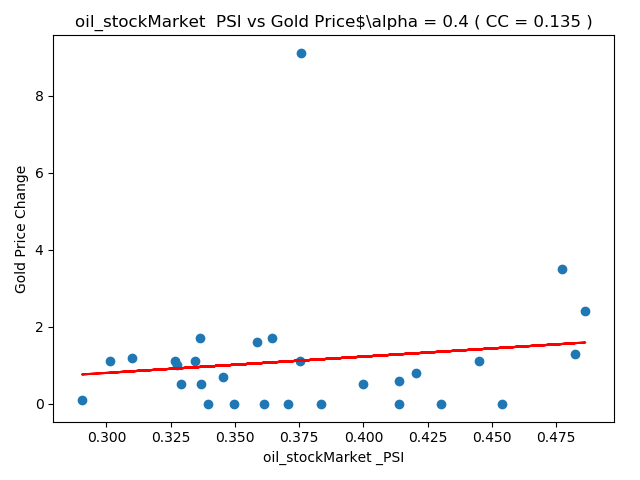 oil_stockMarket  PSI vs Gold Price$\alpha = 0.4 ( CC = 0.135 )
8
6
4
2
0
Gold Price Change
0.300 0.325 0.350 0.375 0.400 0.425 0.450 0.475
oil_stockMarket _PSI